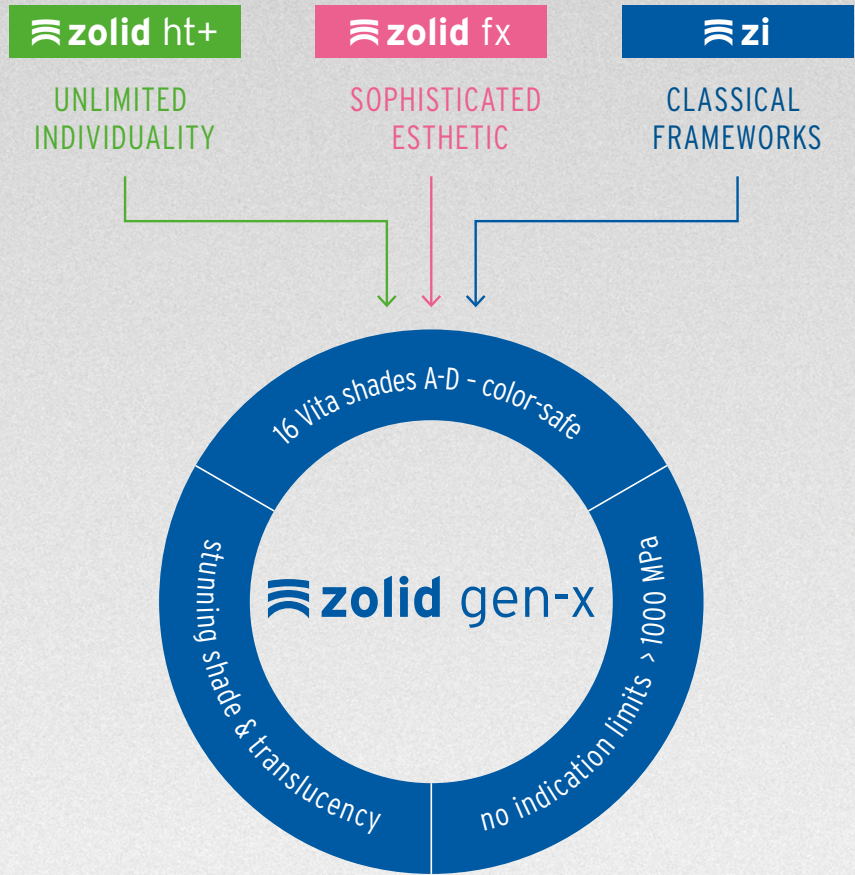 zolid ht+
zolid fx
zi
UNLIMITED
INDIVIDUALITY
SOPHISTICATED
ESTHETIC
CLASSICAL
FRAMEWORKS
16 Vita shades A-D – color-safe
stunning shade & translucency
zolid gen-x
no indication limits > 1000 MPa